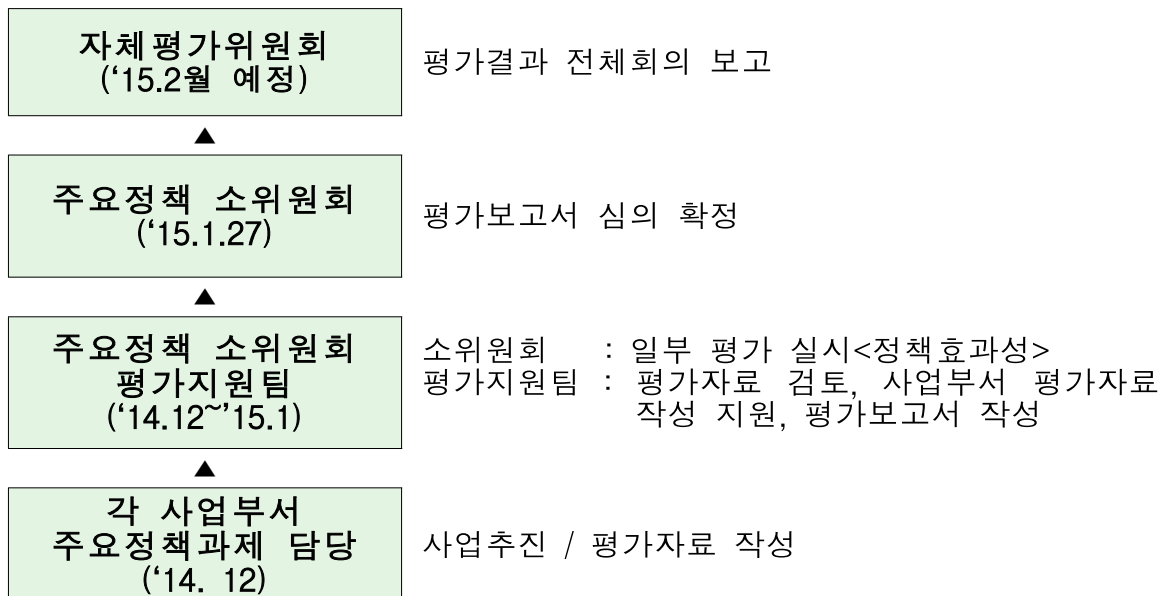 자체평가위원회
(‘15.2월 예정)
평가결과 전체회의 보고
▲
주요정책 소위원회
(‘15.1.27)
평가보고서 심의 확정
▲
주요정책 소위원회
평가지원팀
(‘14.12~’15.1)
소위원회 : 일부 평가 실시<정책효과성>
평가지원팀 : 평가자료 검토, 사업부서 평가자료
작성 지원, 평가보고서 작성
▲
각 사업부서
주요정책과제 담당
(‘14. 12)
사업추진 / 평가자료 작성